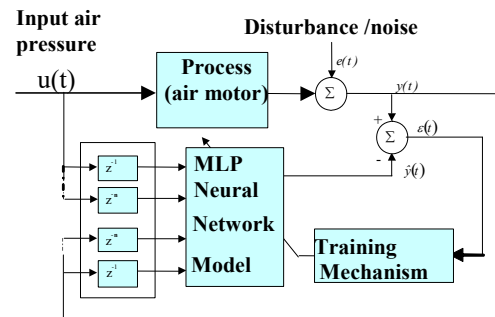 Input air
pressure
Disturbance /noise
u(t)
Process
(air motor)
e(t)
Σ
y(t)
+
Σ
ε(t)
-
ŷ(t)
z⁻¹
z⁻ⁿ
z⁻ⁿ
z⁻¹
MLP
Neural
Network
Model
Training
Mechanism